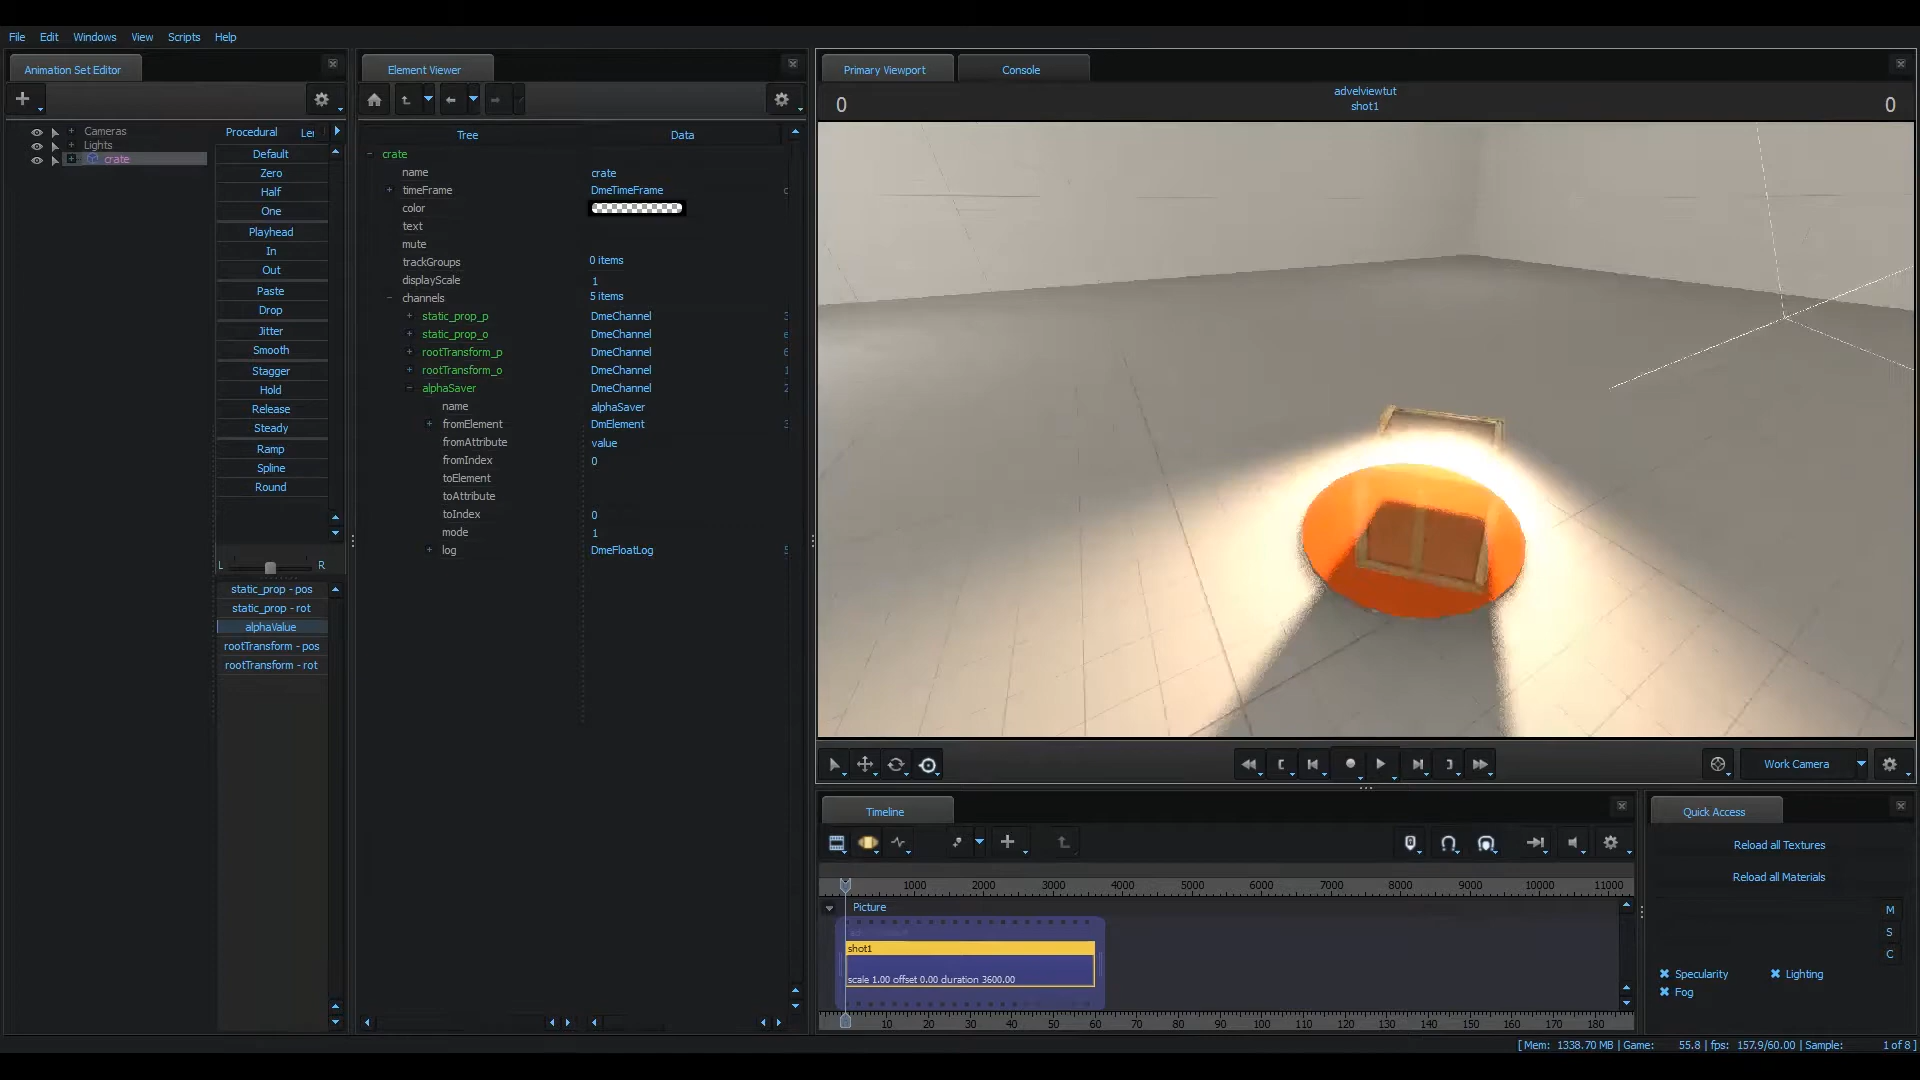 File Edit Windows View Scripts Help
Animation Set Editor
Cameras
Lights
crate
Procedural
Default
Zero
Half
One
Playhead
In
Out
Paste
Drop
Jitter
Smooth
Stagger
Hold
Release
Steady
Ramp
Spline
Round
L R
static_prop - pos
static_prop - rot
alphaValue
rootTransform - pos
rootTransform - rot
Element Viewer
Tree Data
crate
name crate
timeFrame DmeTimeFrame
color
text
mute
trackGroups 0 items
displayScale 1
channels 5 items
static_prop_p DmeChannel
static_prop_o DmeChannel
rootTransform_p DmeChannel
rootTransform_o DmeChannel
alphaSaver DmeChannel
name alphaSaver
fromElement DmElement
fromAttribute value
fromIndex 0
toElement
toAttribute
toIndex 0
mode 1
log DmeFloatLog
Primary Viewport Console
0 advelviewtut 0
shot1
Work Camera
Timeline
1000 2000 3000 4000 5000 6000 7000 8000 9000 10000 11000
Picture
shot1
scale 1.00 offset 0.00 duration 3600.00
10 20 30 40 50 60 70 80 90 100 110 120 130 140 150 160 170 180
Quick Access
Reload all Textures
Reload all Materials
M
S
C
Specularity Lighting
Fog
[ Mem: 1338.70 MB | Game: 55.8 | fps: 157.9/60.00 | Sample: 1 of 8 ]